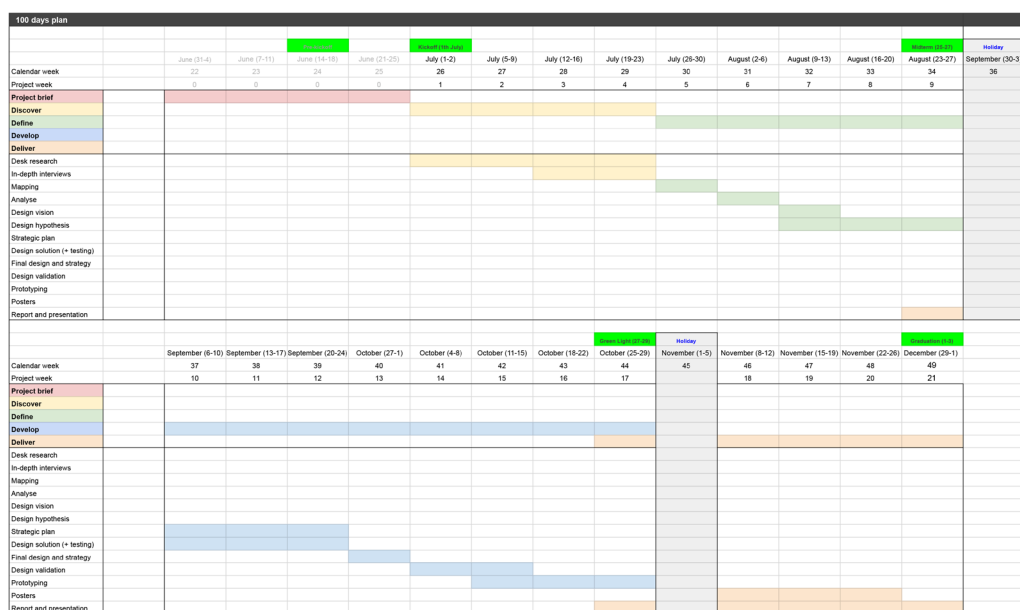 100 days plan
Kickoff (1th July) Midterm (25-27) Holiday
June (31-4) June (7-11) June (14-18) June (21-25) July (1-2) July (5-9) July (12-16) July (19-23) July (26-30) August (2-6) August (9-13) August (16-20) August (23-27) September (30-3
Calendar week 22 23 24 25 26 27 28 29 30 31 32 33 34 36
Project week 0 0 0 0 1 2 3 4 5 6 7 8 9
Project brief
Discover
Define
Develop
Deliver
Desk research
In-depth interviews
Mapping
Analyse
Design vision
Design hypothesis
Strategic plan
Design solution (+ testing)
Final design and strategy
Design validation
Prototyping
Posters
Report and presentation
Green Light (27-29) Holiday Graduation (1-3)
September (6-10) September (13-17) September (20-24) October (27-1) October (4-8) October (11-15) October (18-22) October (25-29) November (1-5) November (8-12) November (15-19) November (22-26) December (29-1)
Calendar week 37 38 39 40 41 42 43 44 45 46 47 48 49
Project week 10 11 12 13 14 15 16 17 18 19 20 21
Project brief
Discover
Define
Develop
Deliver
Desk research
In-depth interviews
Mapping
Analyse
Design vision
Design hypothesis
Strategic plan
Design solution (+ testing)
Final design and strategy
Design validation
Prototyping
Posters
Report and presentation